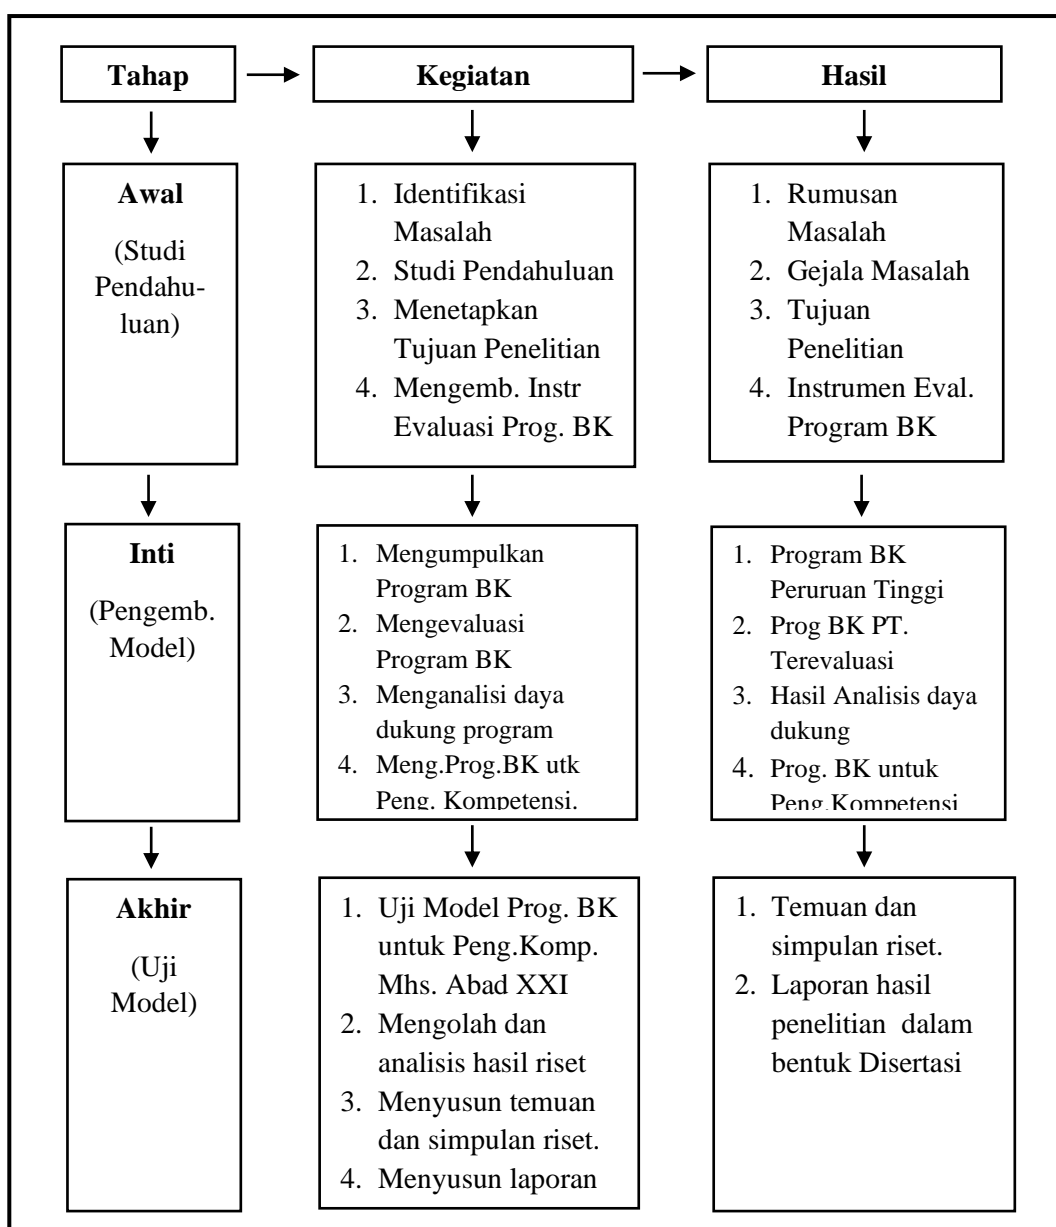 Tahap
Kegiatan
Hasil
Awal
(Studi
Pendahu-
luan)
1. Identifikasi
Masalah
2. Studi Pendahuluan
3. Menetapkan
Tujuan Penelitian
4. Mengemb. Instr
Evaluasi Prog. BK
1. Rumusan
Masalah
2. Gejala Masalah
3. Tujuan
Penelitian
4. Instrumen Eval.
Program BK
Inti
(Pengemb.
Model)
1. Mengumpulkan
Program BK
2. Mengevaluasi
Program BK
3. Menganalisi daya
dukung program
4. Meng.Prog.BK utk
Peng. Kompetensi.
1. Program BK
Peruruan Tinggi
2. Prog BK PT.
Terevaluasi
3. Hasil Analisis daya
dukung
4. Prog. BK untuk
Peng.Kompetensi
Akhir
(Uji
Model)
1. Uji Model Prog. BK
untuk Peng.Komp.
Mhs. Abad XXI
2. Mengolah dan
analisis hasil riset
3. Menyusun temuan
dan simpulan riset.
4. Menyusun laporan
1. Temuan dan
simpulan riset.
2. Laporan hasil
penelitian dalam
bentuk Disertasi